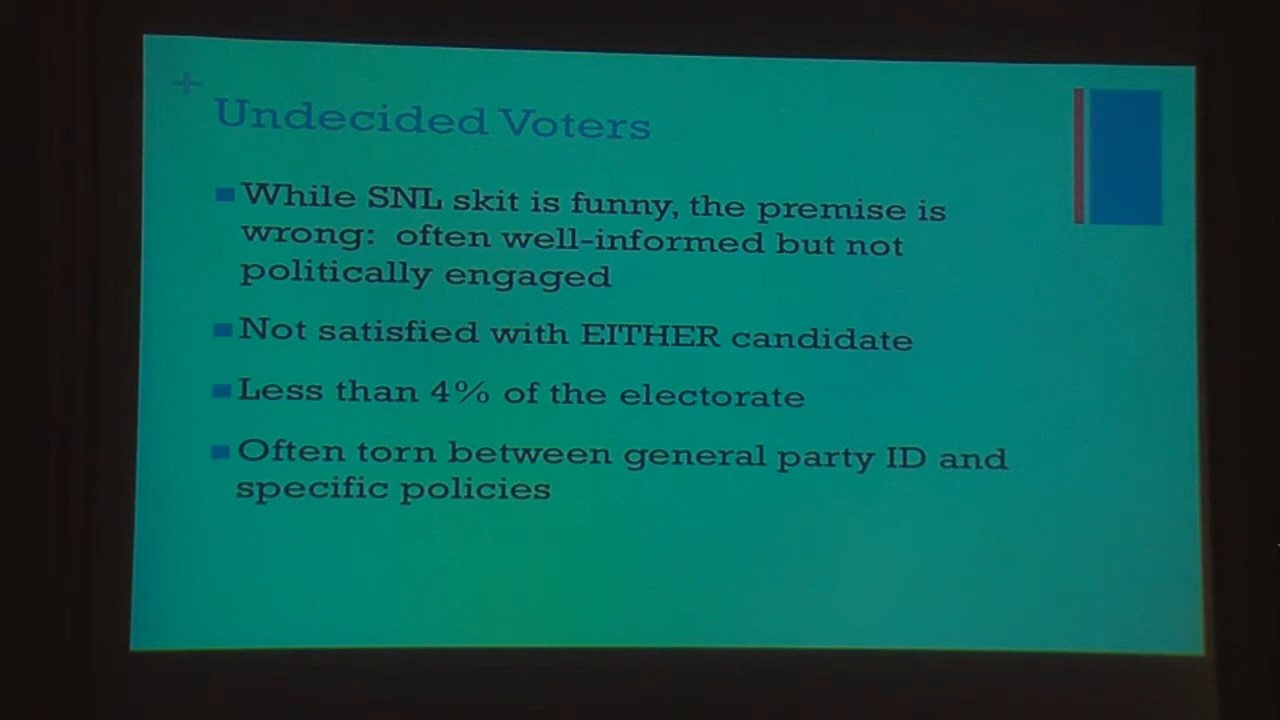 +
Undecided Voters
While SNL skit is funny, the premise is
wrong: often well-informed but not
politically engaged
Not satisfied with EITHER candidate
Less than 4% of the electorate
Often torn between general party ID and
specific policies